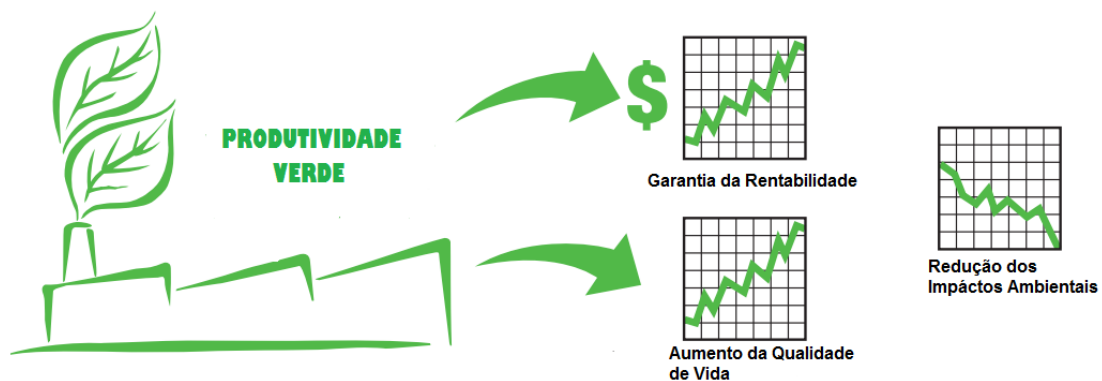 PRODUTIVIDADE
VERDE
$
Garantia da Rentabilidade
Aumento da Qualidade
de Vida
Redução dos
Impáctos Ambientais